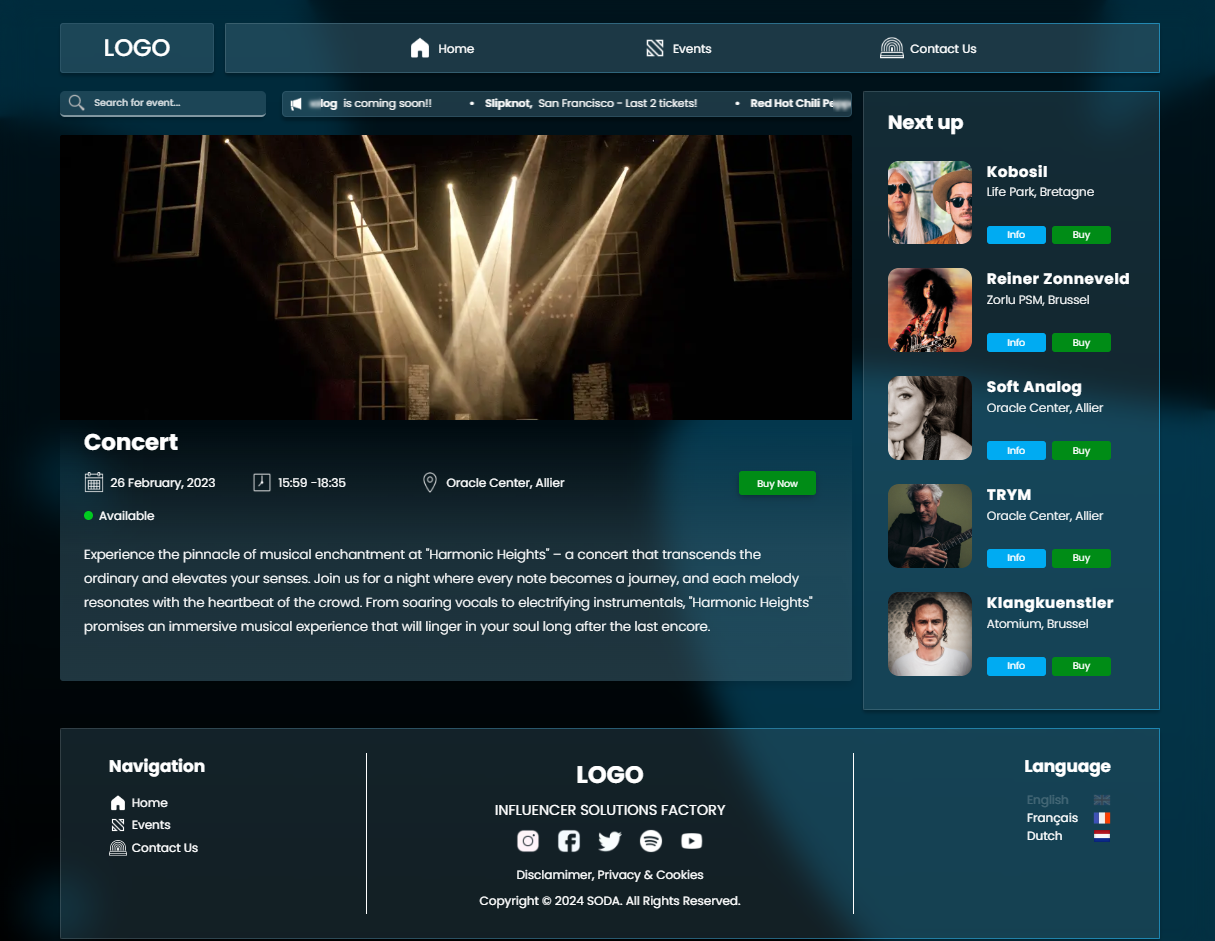 LOGO
Home
Events
Contact Us
Search for event...
log is coming soon!! • Slipknot, San Francisco - Last 2 tickets! • Red Hot Chili
Next up
Kobosil
Life Park, Bretagne
Info
Buy
Reiner Zonneveld
Zorlu PSM, Brussel
Info
Buy
Soft Analog
Oracle Center, Allier
Info
Buy
TRYM
Oracle Center, Allier
Info
Buy
Klangkuenstler
Atomium, Brussel
Info
Buy
Concert
26 February, 2023
15:59 -18:35
Oracle Center, Allier
Buy Now
Available
Experience the pinnacle of musical enchantment at "Harmonic Heights" – a concert that transcends the
ordinary and elevates your senses. Join us for a night where every note becomes a journey, and each melody
resonates with the heartbeat of the crowd. From soaring vocals to electrifying instrumentals, "Harmonic Heights"
promises an immersive musical experience that will linger in your soul long after the last encore.
Navigation
Home
Events
Contact Us
LOGO
INFLUENCER SOLUTIONS FACTORY
Disclamimer, Privacy & Cookies
Copyright © 2024 SODA. All Rights Reserved.
Language
English
Français
Dutch